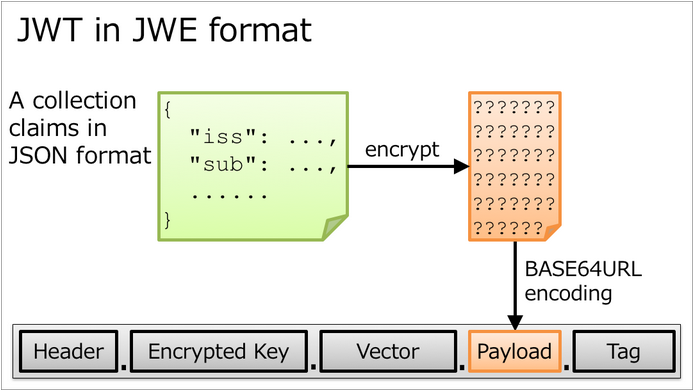 JWT in JWE format
A collection
claims in
JSON format
{
"iss": ...,
"sub": ...,
......
}
encrypt
???????
???????
???????
???????
???????
??????
BASE64URL
encoding
Header . Encrypted Key . Vector . Payload . Tag